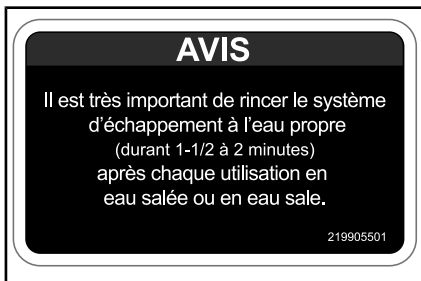 AVIS
Il est très important de rincer le système
d'échappement à l'eau propre
(durant 1-1/2 à 2 minutes)
après chaque utilisation en
eau salée ou en eau sale.
219905501